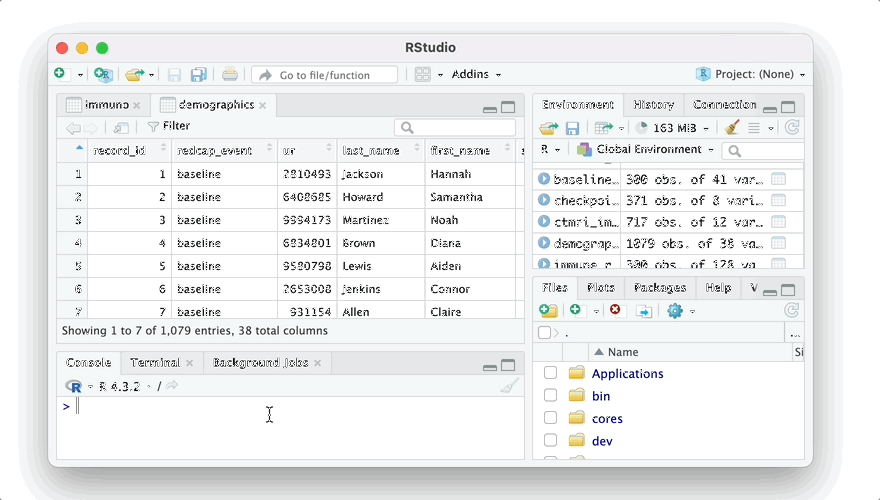 RStudio
Go to file/function
Addins
Project: (None)
immuno
demographics
Filter
record_id redcap_event ur last_name first_name
1 1 baseline 2810493 Jackson Hannah
2 2 baseline 6408685 Howard Samantha
3 3 baseline 9994173 Martinez Noah
4 4 baseline 6834801 Brown Diana
5 5 baseline 9580798 Lewis Aiden
6 6 baseline 2653008 Jenkins Connor
7 7 baseline 931154 Allen Claire
Showing 1 to 7 of 1,079 entries, 38 total columns
Console Terminal Background Jobs
R 4.3.2 · /
>
Environment History Connection
163 MiB
R Global Environment
baseline… 300 obs. of 41 var…
checkpoi… 371 obs. of 8 vari…
ctmri_im… 717 obs. of 12 var…
demograp… 1079 obs. of 38 va…
immune_r… 300 obs. of 128 va…
Files Plots Packages Help V
. ...
Name Si
Applications
bin
cores
dev